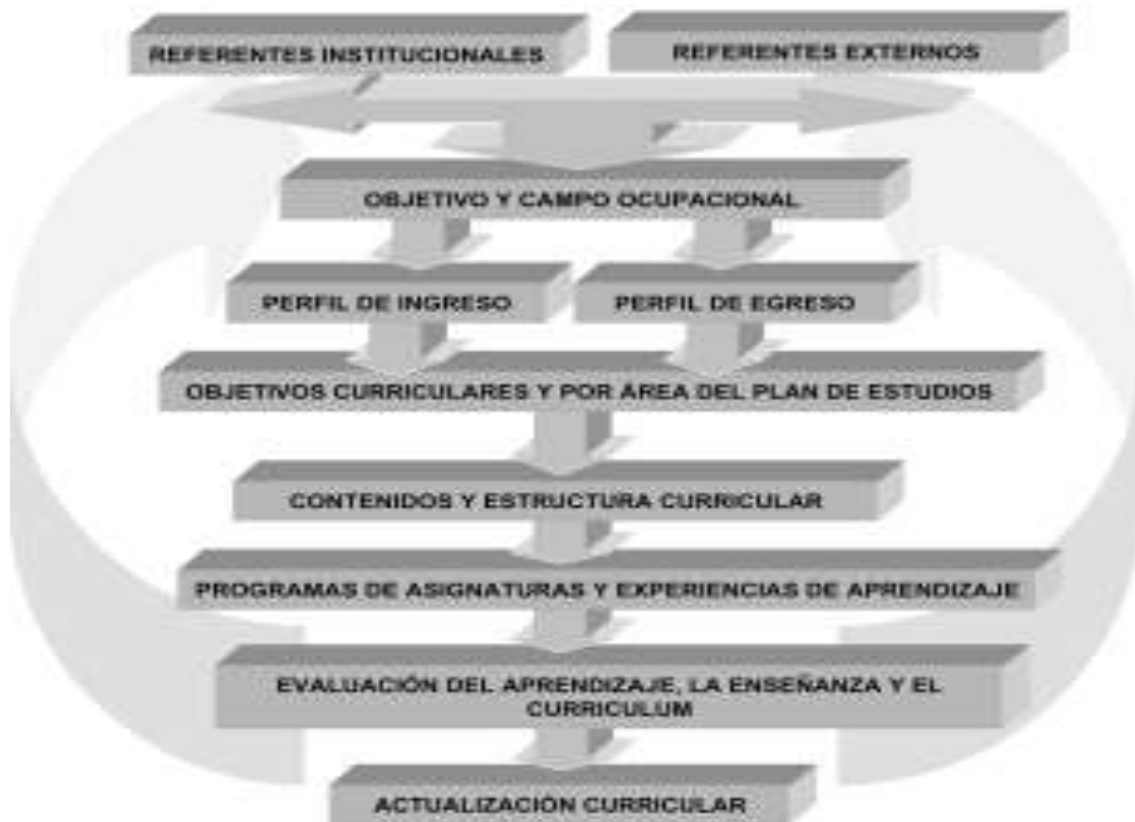 REFERENTES INSTITUCIONALES
REFERENTES EXTERNOS
OBJETIVO Y CAMPO OCUPACIONAL
PERFIL DE INGRESO
PERFIL DE EGRESO
OBJETIVOS CURRICULARES Y POR ÁREA DEL PLAN DE ESTUDIOS
CONTENIDOS Y ESTRUCTURA CURRICULAR
PROGRAMAS DE ASIGNATURAS Y EXPERIENCIAS DE APRENDIZAJE
EVALUACIÓN DEL APRENDIZAJE, LA ENSEÑANZA Y EL
CURRICULUM
ACTUALIZACIÓN CURRICULAR